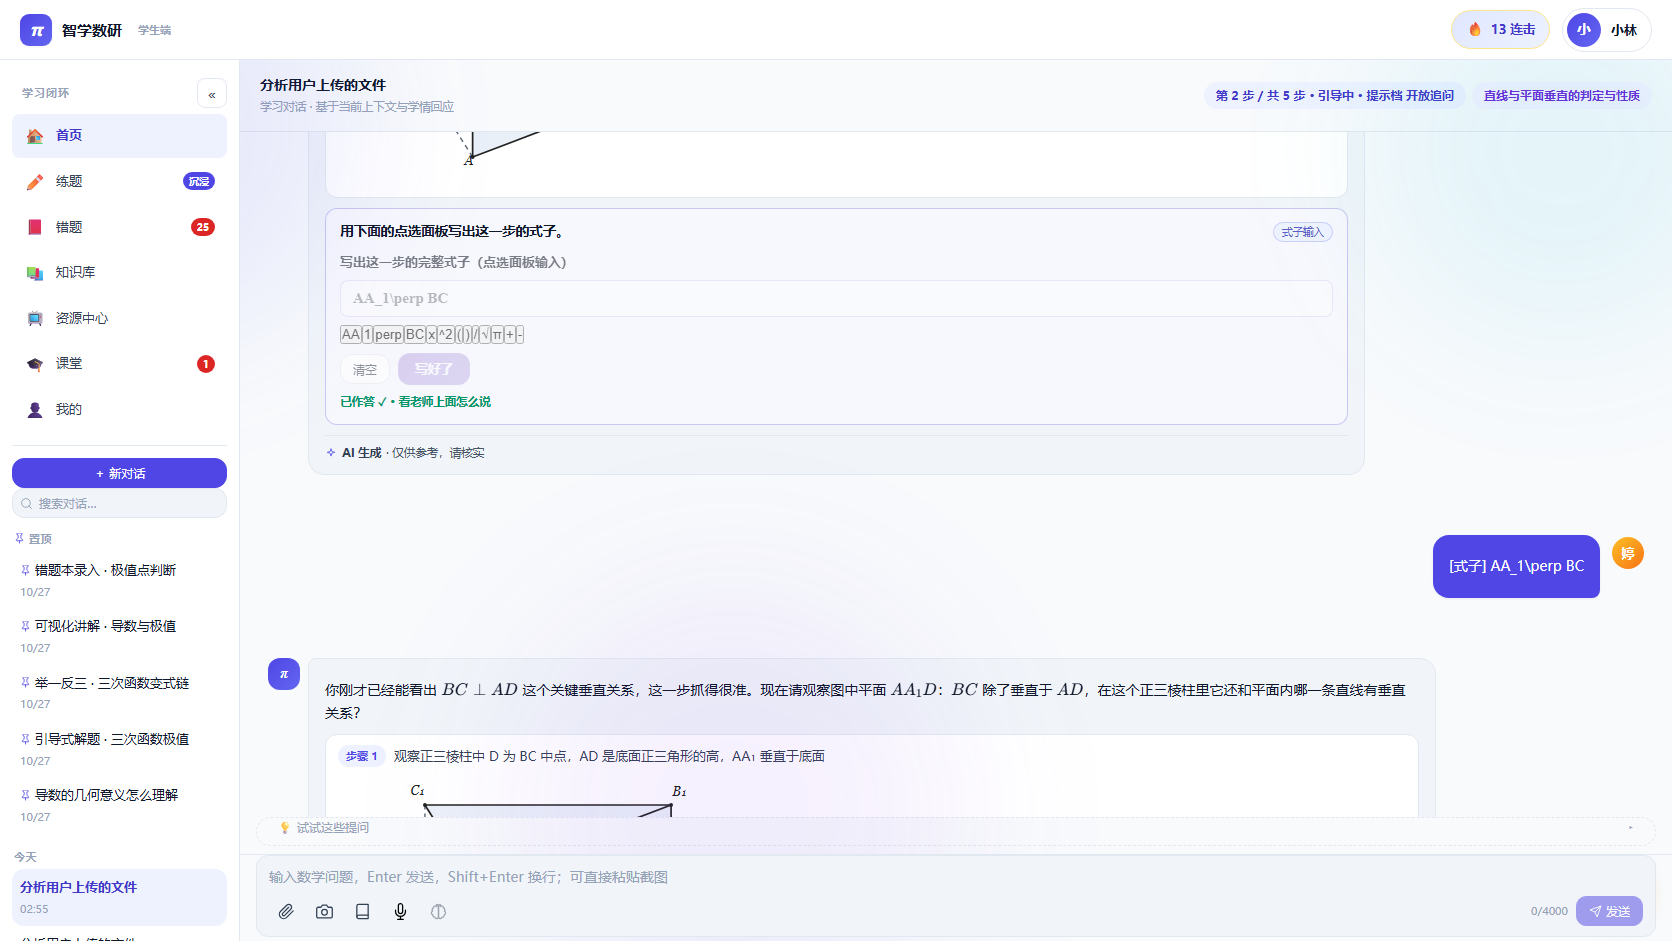 π 智学数研 学生端
13 连击
小 小林
学习闭环 «
首页
练题 沉浸
错题 25
知识库
资源中心
课堂 1
我的
+ 新对话
搜索对话...
置顶
错题本录入 · 极值点判断
10/27
可视化讲解 · 导数与极值
10/27
举一反三 · 三次函数变式链
10/27
引导式解题 · 三次函数极值
10/27
导数的几何意义怎么理解
10/27
今天
分析用户上传的文件
02:55
分析用户上传的文件
分析用户上传的文件
学习对话 · 基于当前上下文与学情回应
第 2 步 / 共 5 步 • 引导中 • 提示档 开放追问
直线与平面垂直的判定与性质
A
用下面的点选面板写出这一步的式子。 式子输入
写出这一步的完整式子（点选面板输入）
AA_1\perp BC
AA 1 perp BC x ^2 ( ) / √ π + -
清空 写好了
已作答 ✓ • 看老师上面怎么说
AI 生成 · 仅供参考，请核实
[式子] AA_1\perp BC 婷
π
你刚才已经能看出 BC ⊥ AD 这个关键垂直关系，这一步抓得很准。现在请观察图中平面 AA₁D：BC 除了垂直于 AD，在这个正三棱柱里它还和平面内哪一条直线有垂直
关系？
步骤 1 观察正三棱柱中 D 为 BC 中点，AD 是底面正三角形的高，AA₁ 垂直于底面
C₁ B₁
试试这些提问
输入数学问题，Enter 发送，Shift+Enter 换行；可直接粘贴截图
0/4000 发送